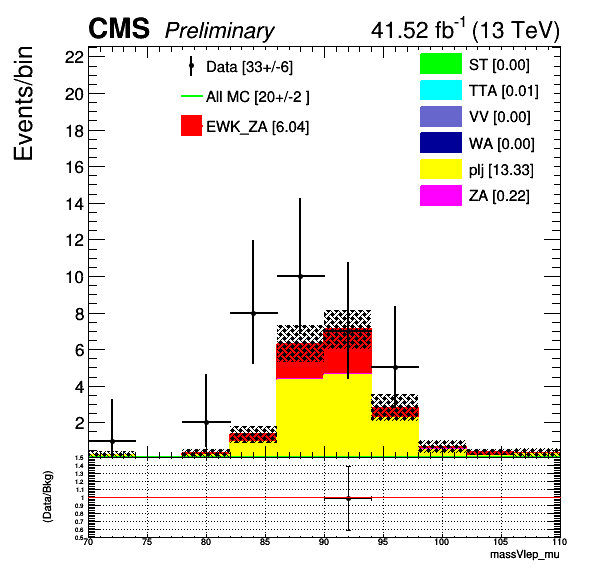 CMS Preliminary 41.52 fb-1 (13 TeV)
Events/bin
22
20
18
16
14
12
10
8
6
4
2
Data [33+/-6]
All MC [20+/-2 ]
EWK_ZA [6.04]
ST [0.00]
TTA [0.01]
VV [0.00]
WA [0.00]
plj [13.33]
ZA [0.22]
(Data/Bkg)
1.5
1.4
1.3
1.2
1.1
1
0.9
0.8
0.7
0.6
0.5
70 75 80 85 90 95 100 105 110
massVlep_mu